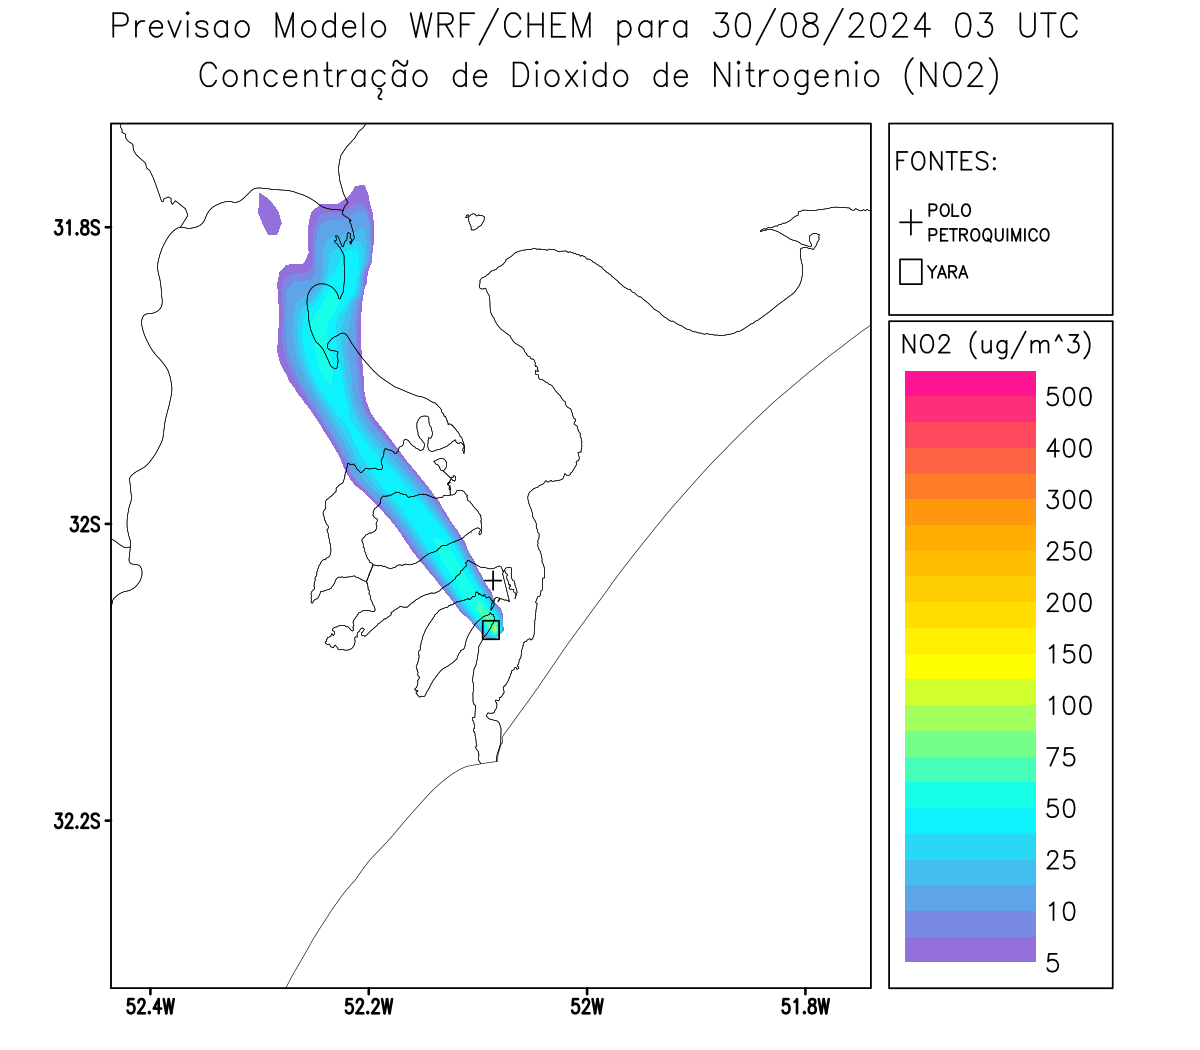 Previsao Modelo WRF/CHEM para 30/08/2024 03 UTC
Concentração de Dioxido de Nitrogenio (NO2)
FONTES:
POLO
PETROQUIMICO
YARA
NO2 (ug/m^3)
500
400
300
250
200
150
100
75
50
25
10
5
31.8S
32S
32.2S
52.4W
52.2W
52W
51.8W